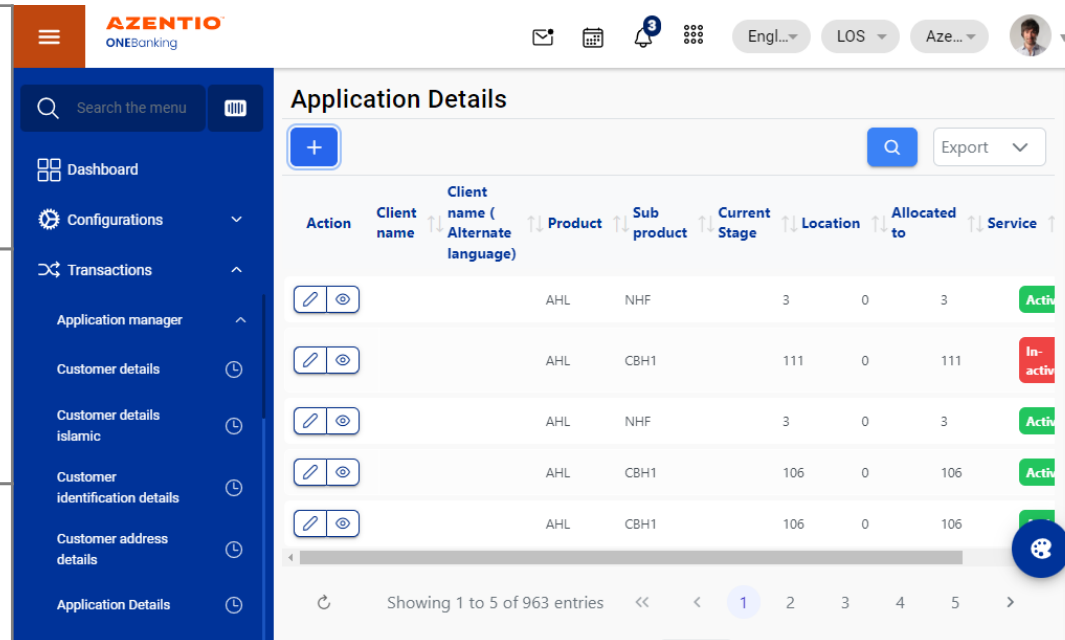 AZENTIO
ONEBanking
3
Engl...
LOS
Aze...
Search the menu
Dashboard
Configurations
Transactions
Application manager
Customer details
Customer details
islamic
Customer
identification details
Customer address
details
Application Details
Application Details
+
Export
Action
Client
name
Client
name (
Alternate
language)
Product
Sub
product
Current
Stage
Location
Allocated
to
Service
AHL NHF 3 0 3 Activ
AHL CBH1 111 0 111 In-
activ
AHL NHF 3 0 3 Activ
AHL CBH1 106 0 106 Activ
AHL CBH1 106 0 106
Showing 1 to 5 of 963 entries << < 1 2 3 4 5 >